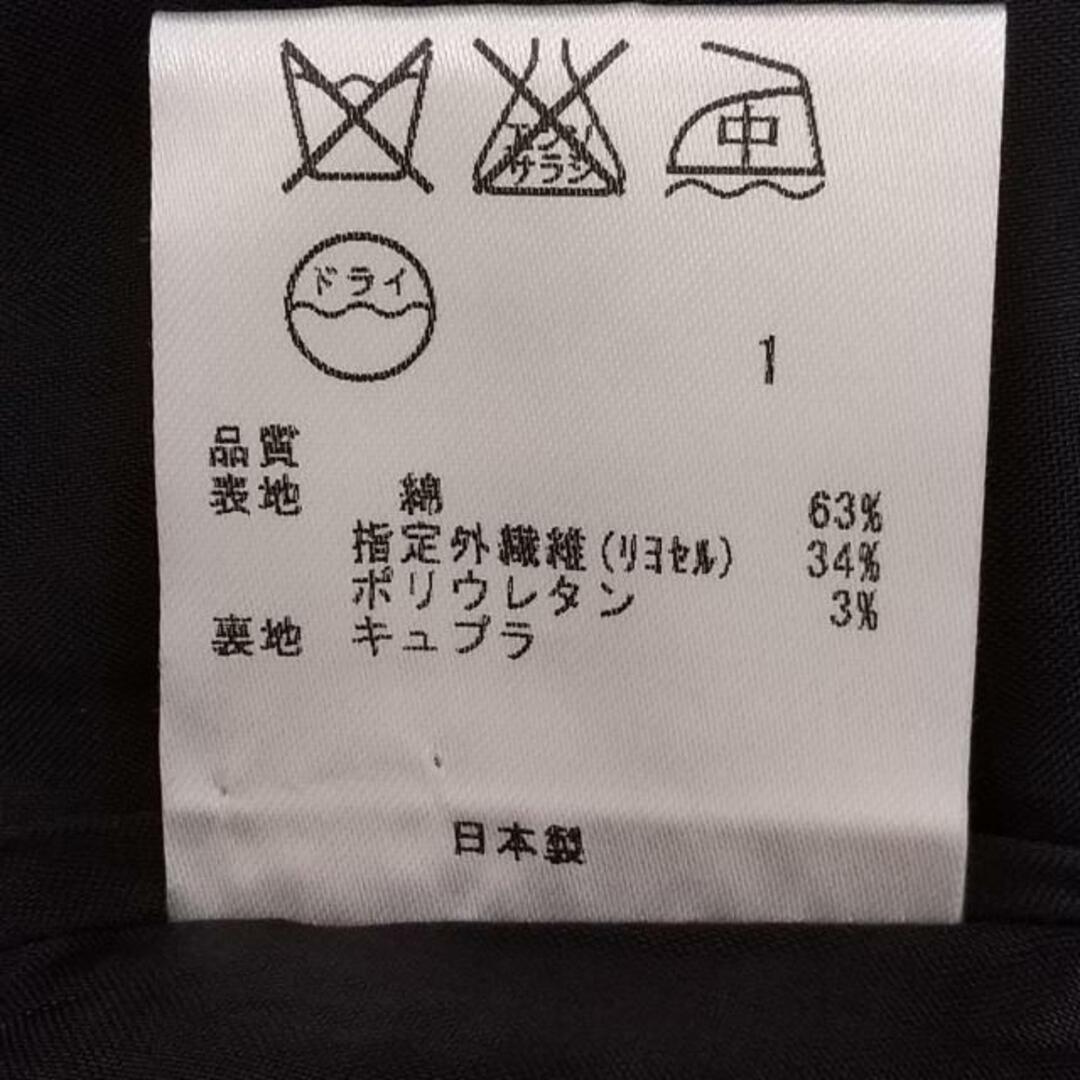 エンソ
サラシ
中
ドライ
1
品質
表地 綿 63%
指定外繊維(リヨセル) 34%
ポリウレタン 3%
裏地 キュプラ
日本製